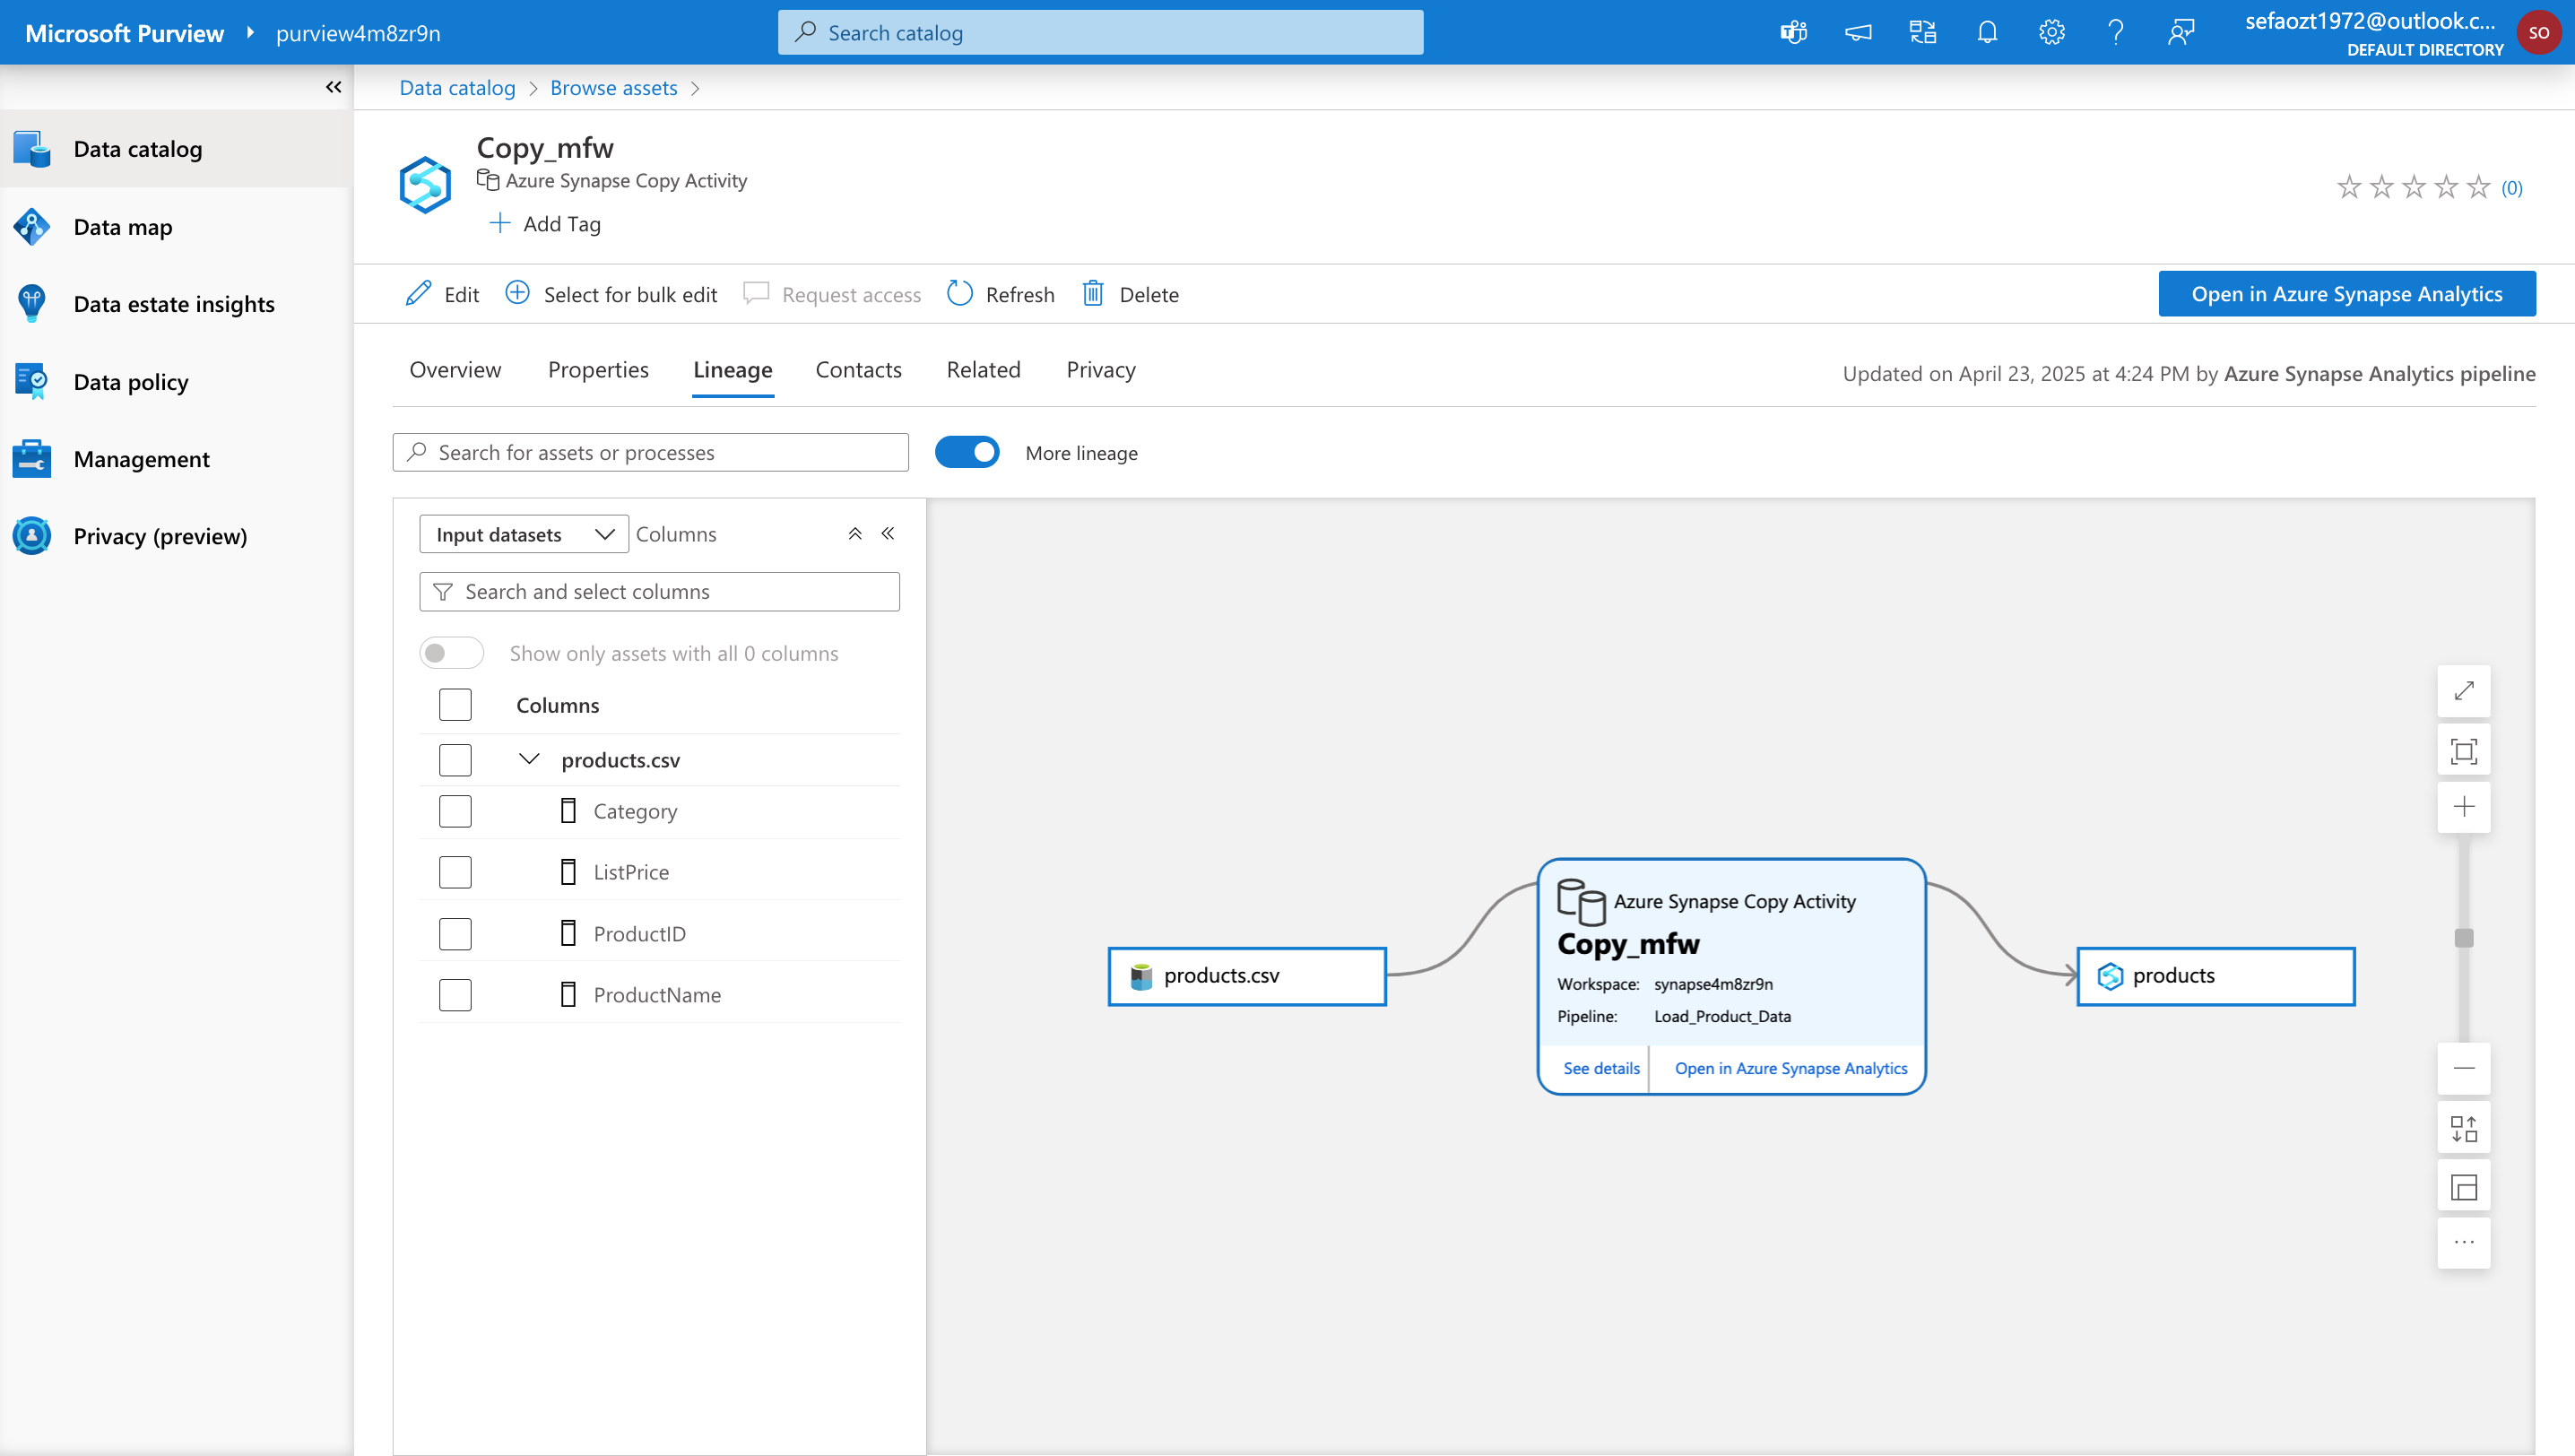 Microsoft Purview
purview4m8zr9n
Search catalog
sefaozt1972@outlook.c...
DEFAULT DIRECTORY
SO
Data catalog
Data map
Data estate insights
Data policy
Management
Privacy (preview)
Data catalog > Browse assets >
Copy_mfw
Azure Synapse Copy Activity
Add Tag
(0)
Edit
Select for bulk edit
Request access
Refresh
Delete
Open in Azure Synapse Analytics
Overview
Properties
Lineage
Contacts
Related
Privacy
Updated on April 23, 2025 at 4:24 PM by Azure Synapse Analytics pipeline
Search for assets or processes
More lineage
Input datasets
Columns
Search and select columns
Show only assets with all 0 columns
Columns
products.csv
Category
ListPrice
ProductID
ProductName
products.csv
Azure Synapse Copy Activity
Copy_mfw
Workspace: synapse4m8zr9n
Pipeline: Load_Product_Data
See details
Open in Azure Synapse Analytics
products